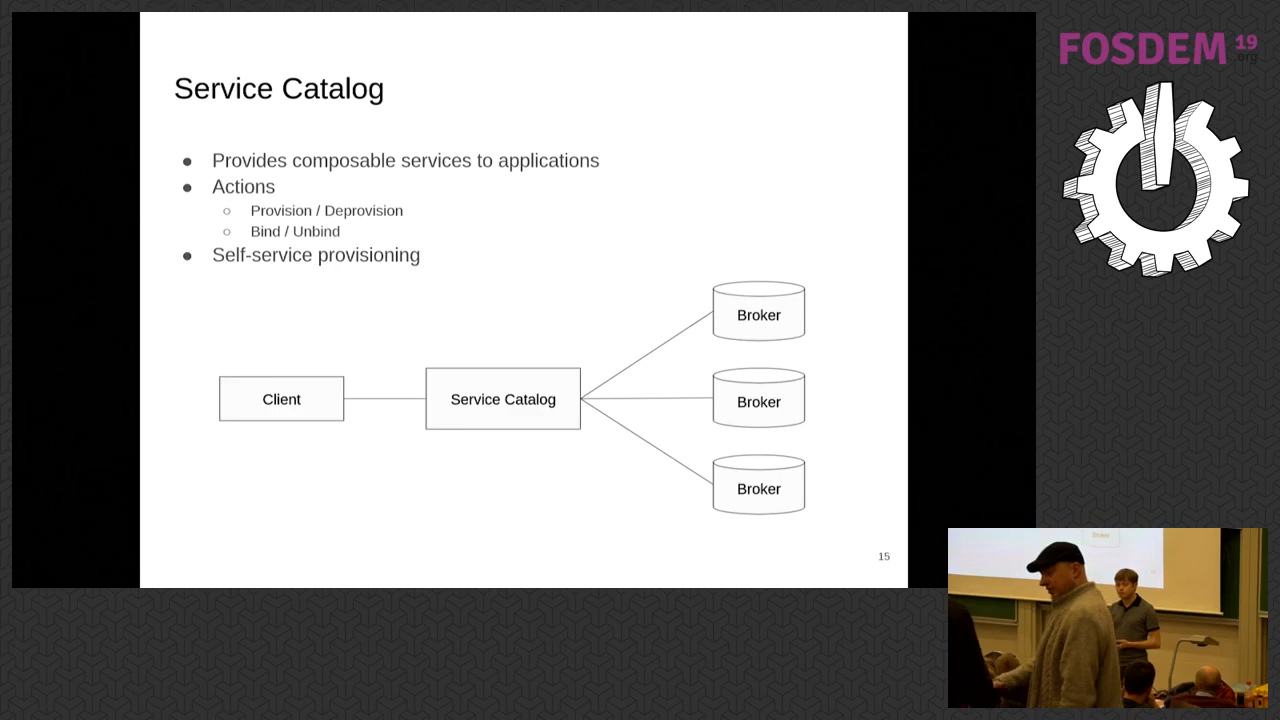 Service Catalog
● Provides composable services to applications
● Actions
○ Provision / Deprovision
○ Bind / Unbind
● Self-service provisioning
Broker
Client
Service Catalog
Broker
Broker
15
FOSDEM 19
.org
Broker